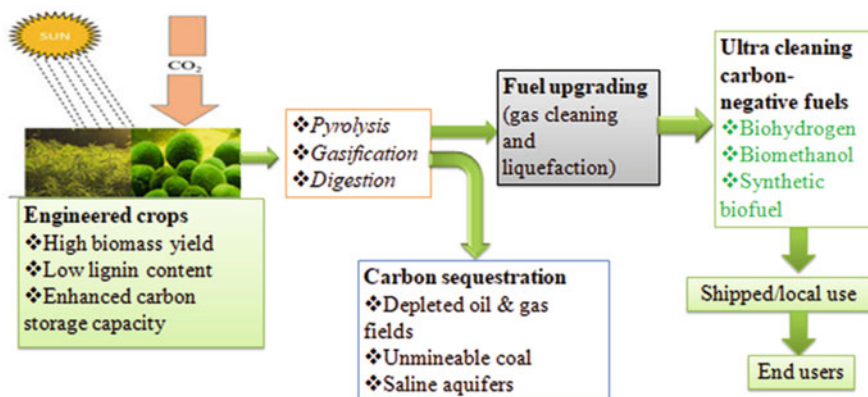 SUN
CO₂
Engineered crops
❖High biomass yield
❖Low lignin content
❖Enhanced carbon
storage capacity
❖Pyrolysis
❖Gasification
❖Digestion
Fuel upgrading
(gas cleaning
and
liquefaction)
Carbon sequestration
❖Depleted oil & gas
fields
❖Unmineable coal
❖Saline aquifers
Ultra cleaning
carbon-
negative fuels
❖Biohydrogen
❖Biomethanol
❖Synthetic
biofuel
Shipped/local use
End users